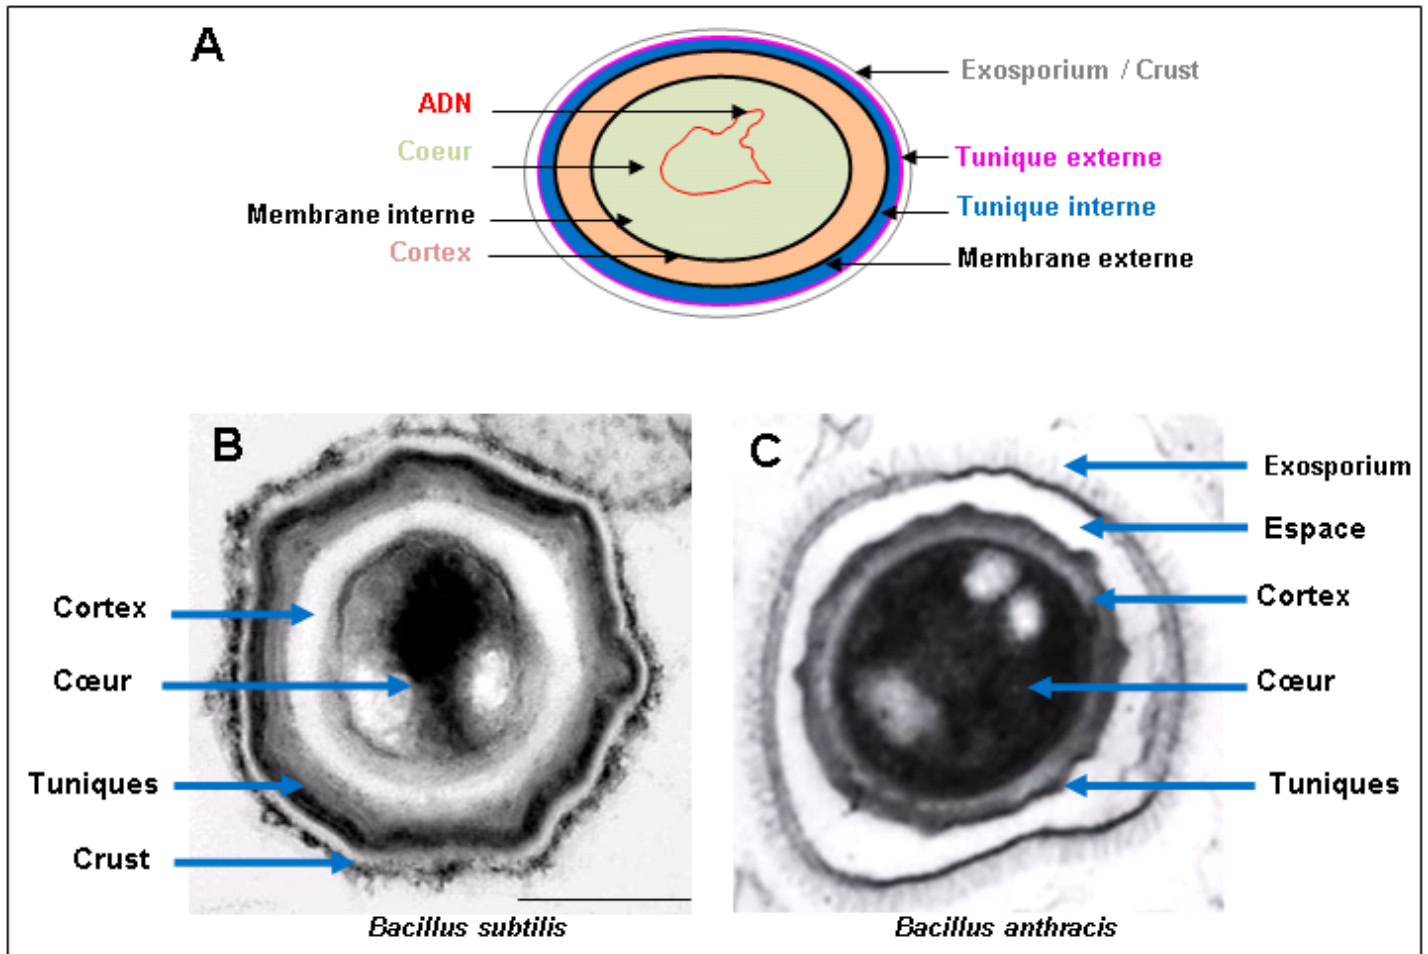 A
Exosporium / Crust
ADN
Coeur
Tunique externe
Membrane interne
Tunique interne
Cortex
Membrane externe
B
C
Exosporium
Espace
Cortex
Cortex
Cœur
Cœur
Tuniques
Tuniques
Crust
Bacillus subtilis
Bacillus anthracis